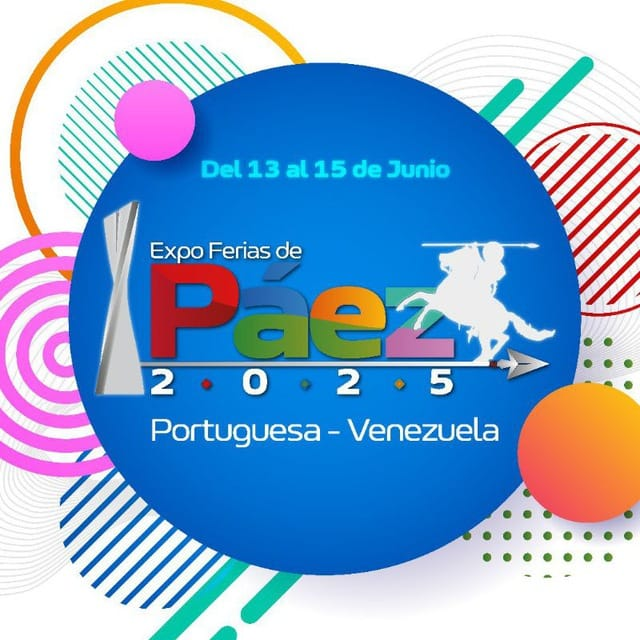 Del 13 al 15 de Junio
Expo Ferias de
Páez
2 • 0 • 2 • 5
Portuguesa - Venezuela